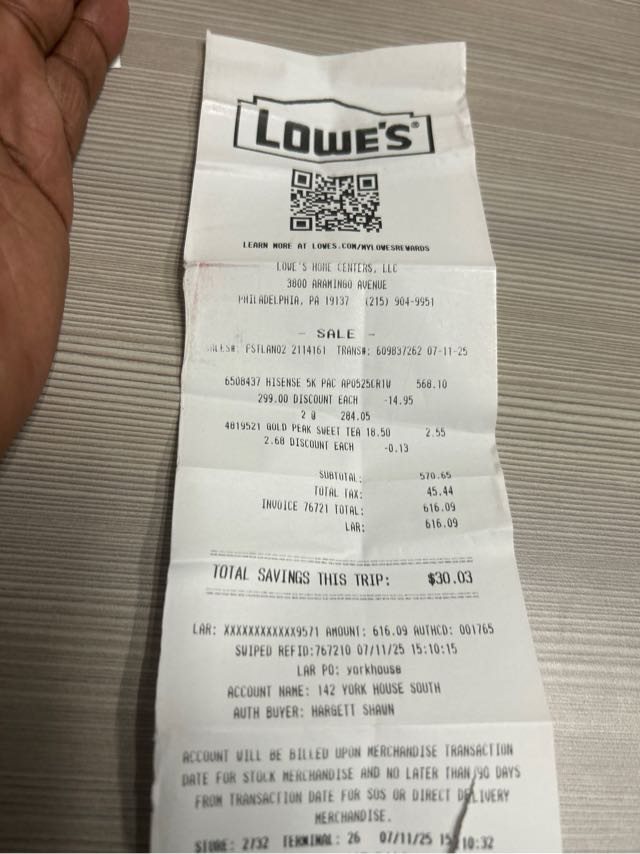 LOWE'S®
LEARN MORE AT LOWES.COM/MYLOWESREWARDS
LOWE'S HOME CENTERS, LLC
3800 ARAMINGO AVENUE
PHILADELPHIA, PA 19137 (215) 904-9951
- SALE -
SALES#: FSTLAN02 2114161 TRANS#: 609837262 07-11-25
6508437 HISENSE 5K PAC AP0525CR1W 568.10
299.00 DISCOUNT EACH -14.95
2 @ 284.05
4819521 GOLD PEAK SWEET TEA 18.50 2.55
2.68 DISCOUNT EACH -0.13
SUBTOTAL: 570.65
TOTAL TAX: 45.44
INVOICE 76721 TOTAL: 616.09
LAR: 616.09
TOTAL SAVINGS THIS TRIP: $30.03
LAR: XXXXXXXXXXXX9571 AMOUNT: 616.09 AUTHCD: 001765
SWIPED REFID:767210 07/11/25 15:10:15
LAR PO: yorkhouse
ACCOUNT NAME: 142 YORK HOUSE SOUTH
AUTH BUYER: HARGETT SHAWN
ACCOUNT WILL BE BILLED UPON MERCHANDISE TRANSACTION
DATE FOR STOCK MERCHANDISE AND NO LATER THAN 90 DAYS
FROM TRANSACTION DATE FOR SOS OR DIRECT DELIVERY
MERCHANDISE.
STORE: 2732 TERMINAL: 26 07/11/25 15:10:32